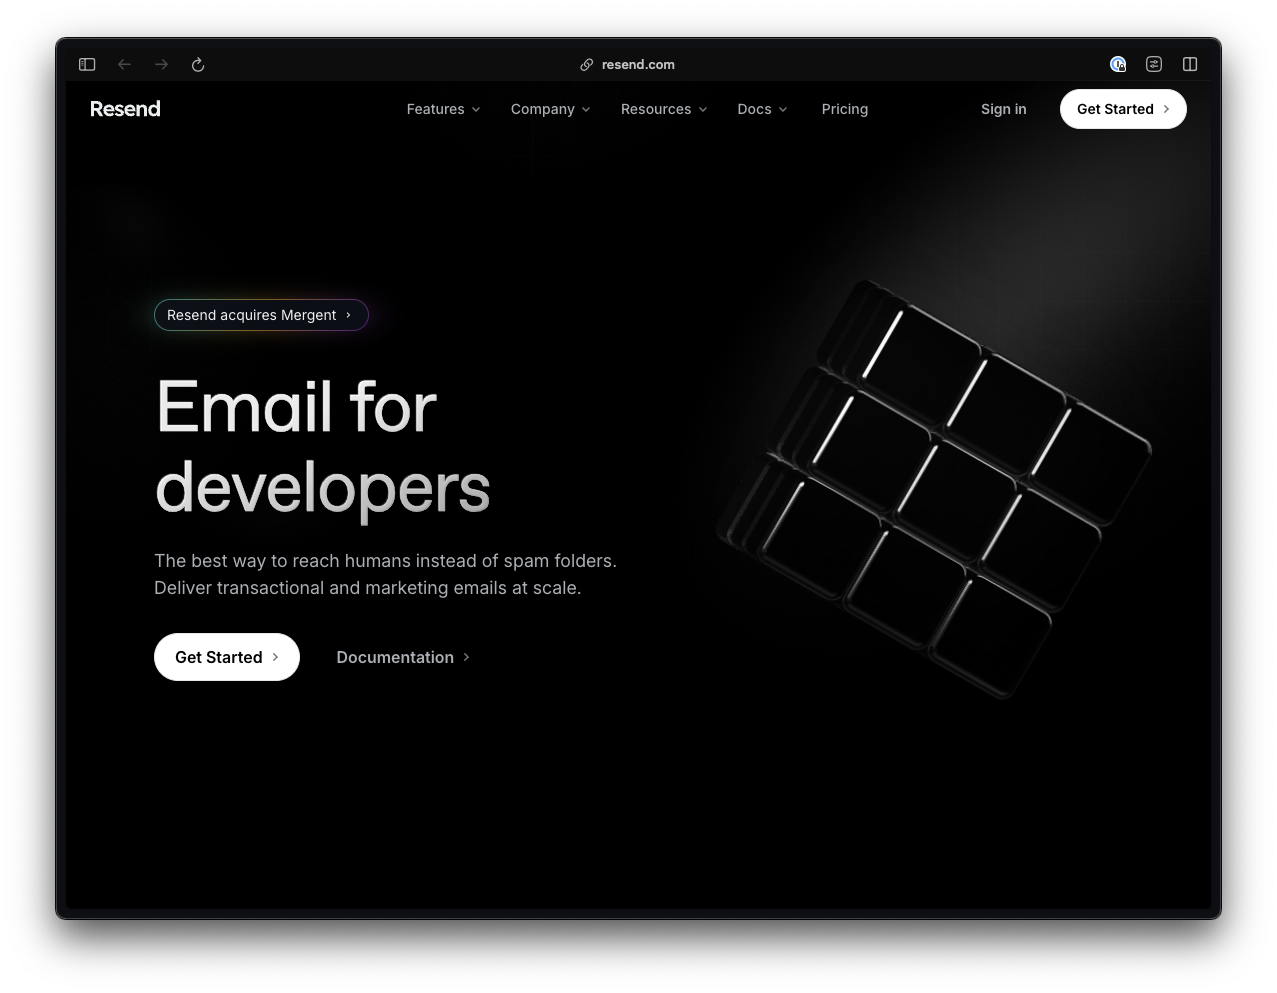 resend.com
Resend
Features
Company
Resources
Docs
Pricing
Sign in
Get Started
Resend acquires Mergent
Email for
developers
The best way to reach humans instead of spam folders.
Deliver transactional and marketing emails at scale.
Get Started
Documentation